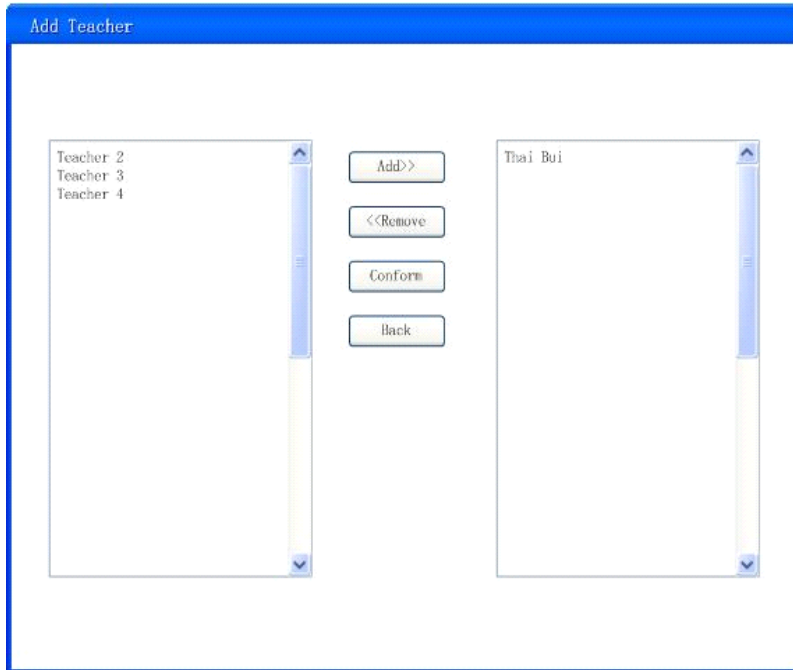 Add Teacher
Teacher 2
Teacher 3
Teacher 4
Add>>
<<Remove
Conform
Back
Thai Bui